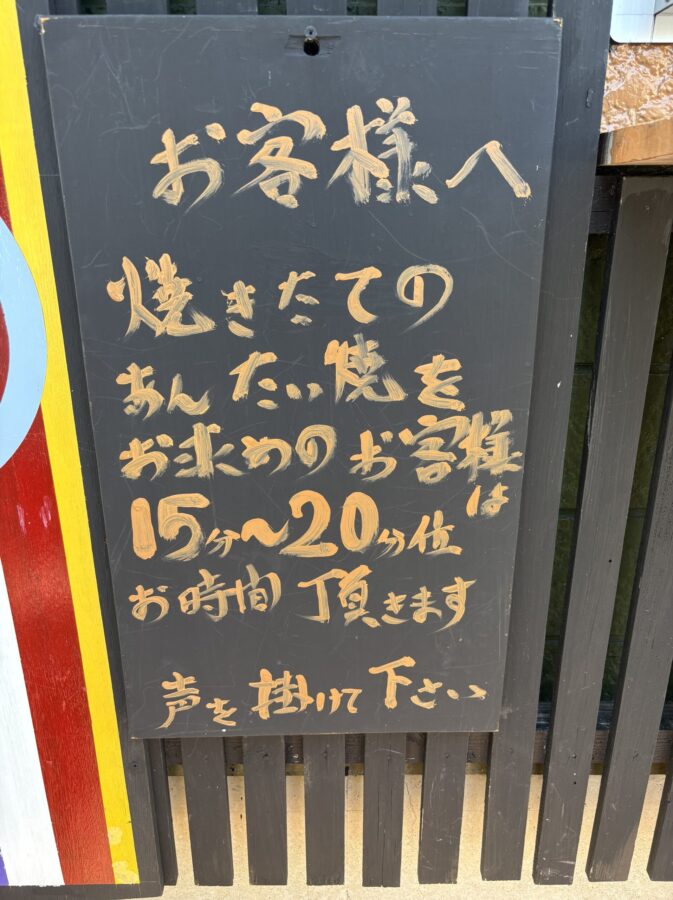 お客様へ
焼きたての
あんたい焼を
お求めのお客様は
15分〜20分位
お時間頂きます
声を掛けて下さい